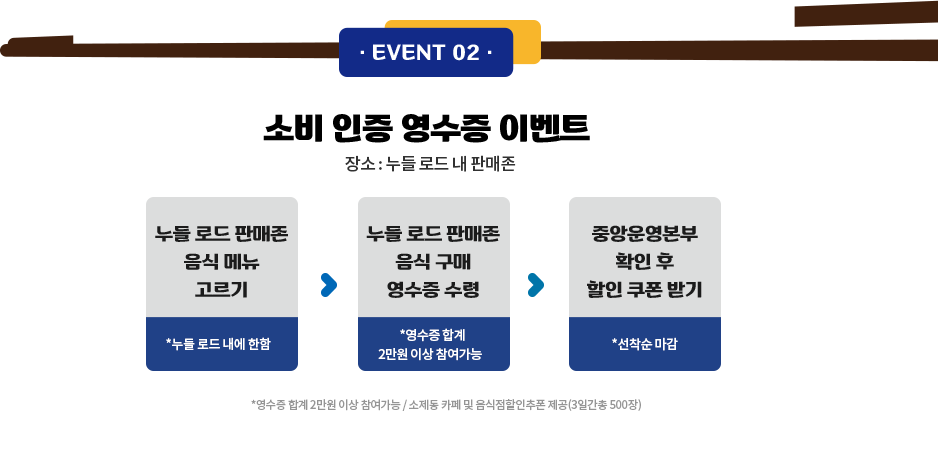 · EVENT 02 ·
소비 인증 영수증 이벤트
장소 : 누들 로드 내 판매존
누들 로드 판매존
음식 메뉴
고르기
*누들 로드 내에 한함
누들 로드 판매존
음식 구매
영수증 수령
*영수증 합계
2만원 이상 참여가능
중앙운영본부
확인 후
할인 쿠폰 받기
*선착순 마감
*영수증 합계 2만원 이상 참여가능 / 소제동 카페 및 음식점할인추폰 제공(3일간총 500장)